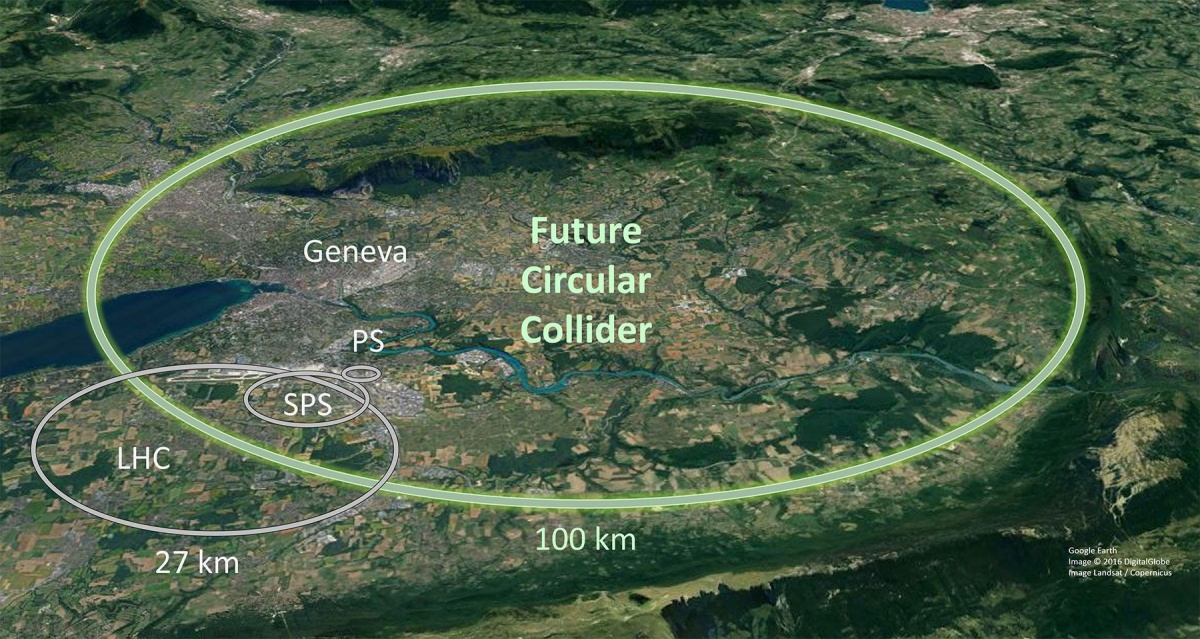 Geneva
Future
Circular
Collider
PS
SPS
LHC
100 km
27 km
Google Earth
Image © 2016 DigitalGlobe
Image Landsat / Copernicus